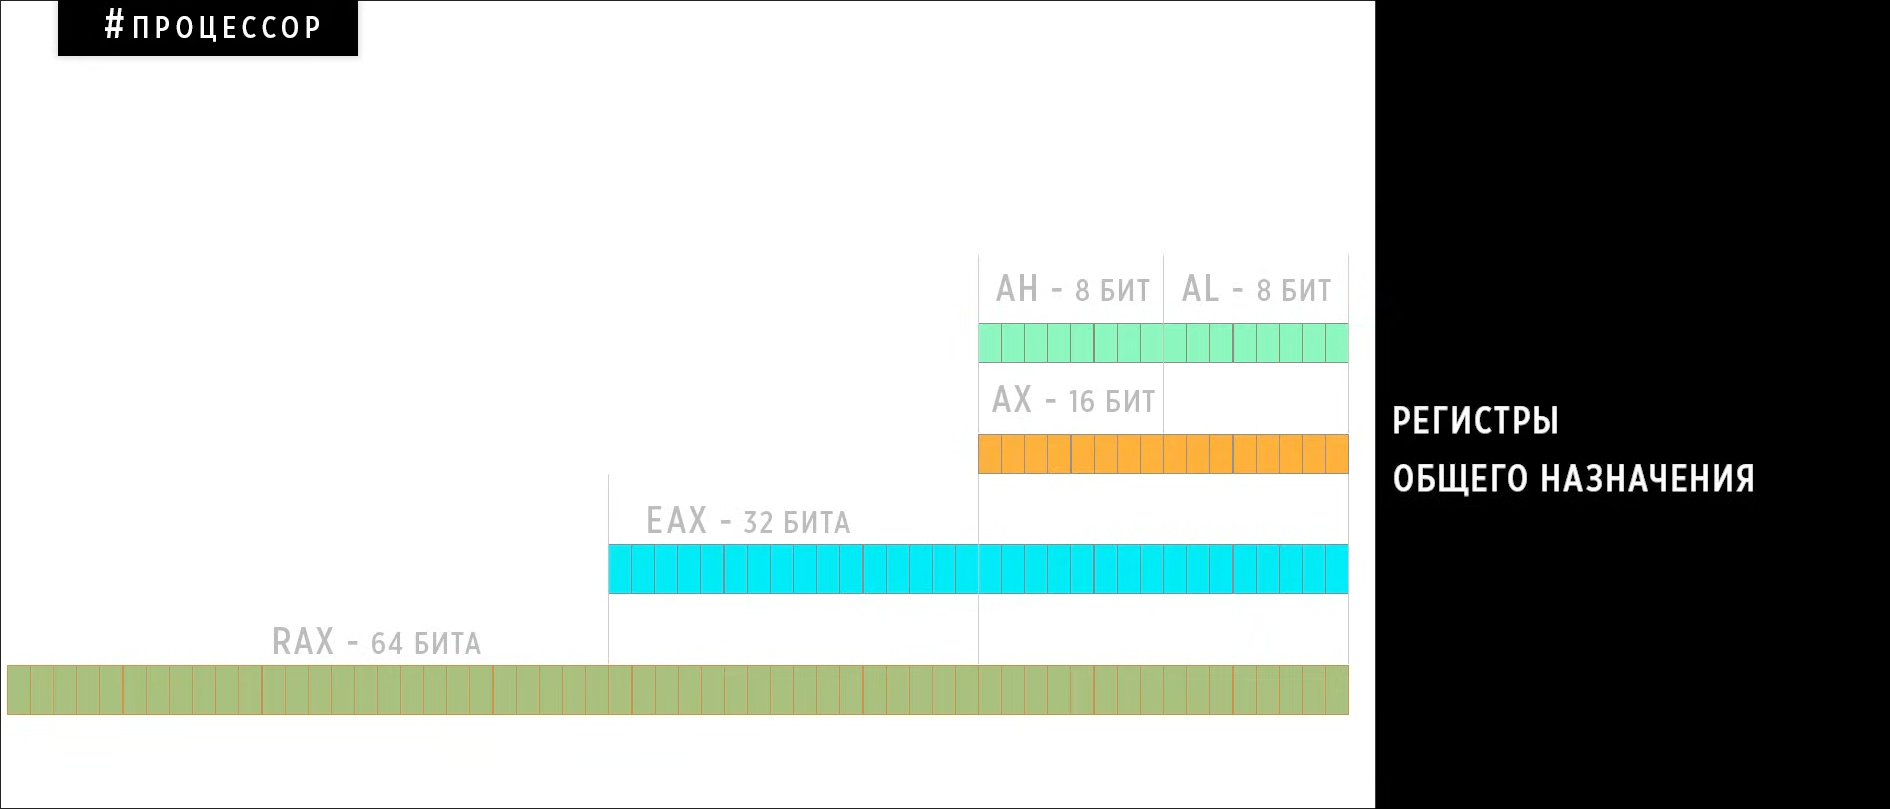 #ПРОЦЕССОР
AH - 8 БИТ AL - 8 БИТ
AX - 16 БИТ
EAX - 32 БИТА
RAX - 64 БИТА
РЕГИСТРЫ
ОБЩЕГО НАЗНАЧЕНИЯ